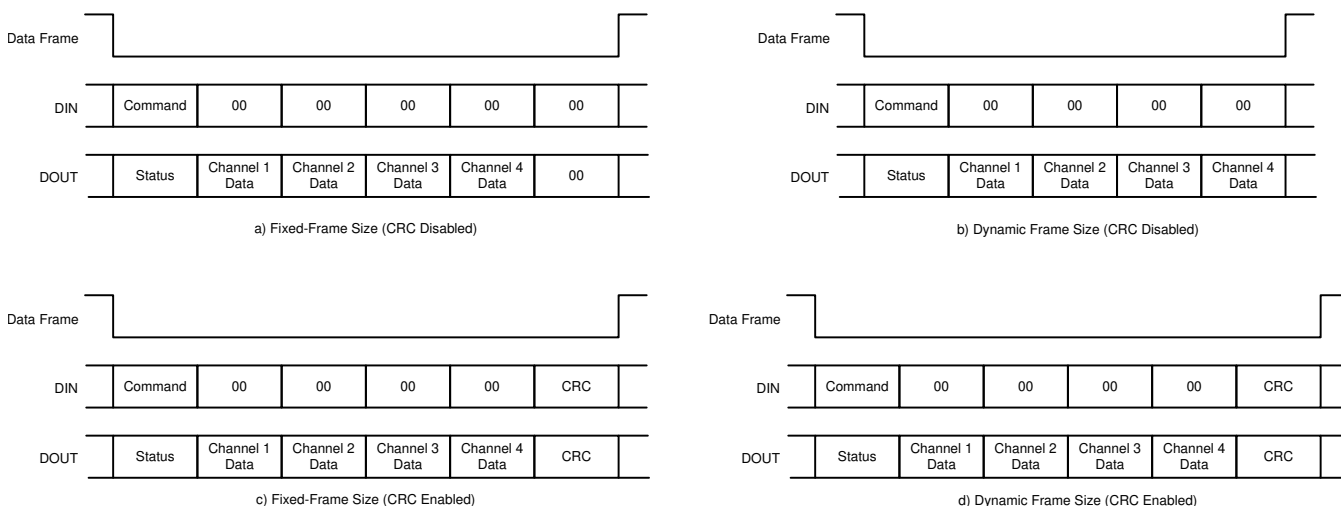 Data Frame
DIN Command 00 00 00 00 00
DOUT Status Channel 1 Data Channel 2 Data Channel 3 Data Channel 4 Data 00
a) Fixed-Frame Size (CRC Disabled)
Data Frame
DIN Command 00 00 00 00
DOUT Status Channel 1 Data Channel 2 Data Channel 3 Data Channel 4 Data
b) Dynamic Frame Size (CRC Disabled)
Data Frame
DIN Command 00 00 00 00 CRC
DOUT Status Channel 1 Data Channel 2 Data Channel 3 Data Channel 4 Data CRC
c) Fixed-Frame Size (CRC Enabled)
Data Frame
DIN Command 00 00 00 00 CRC
DOUT Status Channel 1 Data Channel 2 Data Channel 3 Data Channel 4 Data CRC
d) Dynamic Frame Size (CRC Enabled)